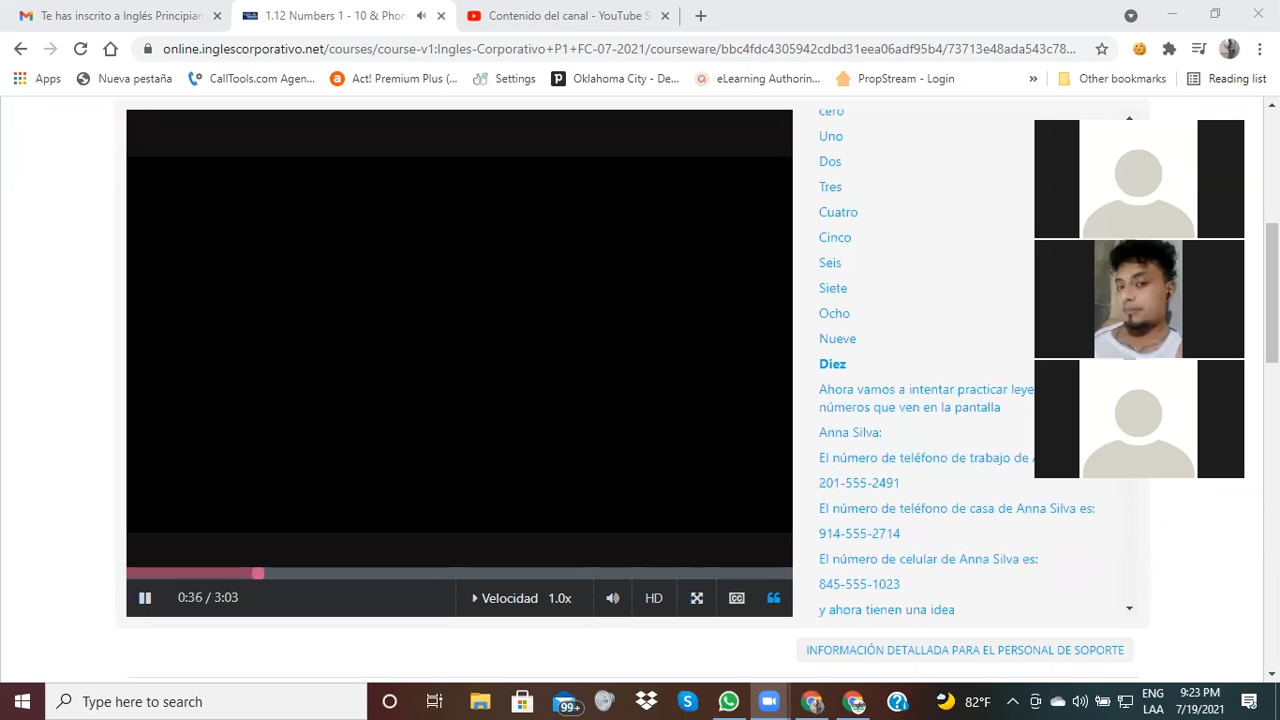 Te has inscrito a Inglés Principian
1.12 Numbers 1 - 10 & Phon
Contenido del canal - YouTube S
online.inglescorporativo.net/courses/course-v1:Ingles-Corporativo+P1+FC-07-2021/courseware/bbc4fdc4305942cdbd31eea06adf95b4/73713e48ada543c78...
Apps
Nueva pestaña
CallTools.com Agen...
Act! Premium Plus (...
Settings
Oklahoma City - De...
eLearning Authorin...
PropStream - Login
»
Other bookmarks
Reading list
cero
Uno
Dos
Tres
Cuatro
Cinco
Seis
Siete
Ocho
Nueve
Diez
Ahora vamos a intentar practicar leye
números que ven en la pantalla
Anna Silva:
El número de teléfono de trabajo de
201-555-2491
El número de teléfono de casa de Anna Silva es:
914-555-2714
El número de celular de Anna Silva es:
845-555-1023
y ahora tienen una idea
0:36 / 3:03
Velocidad 1.0x
HD
INFORMACIÓN DETALLADA PARA EL PERSONAL DE SOPORTE
Type here to search
99+
82°F
ENG
LAA
9:23 PM
7/19/2021